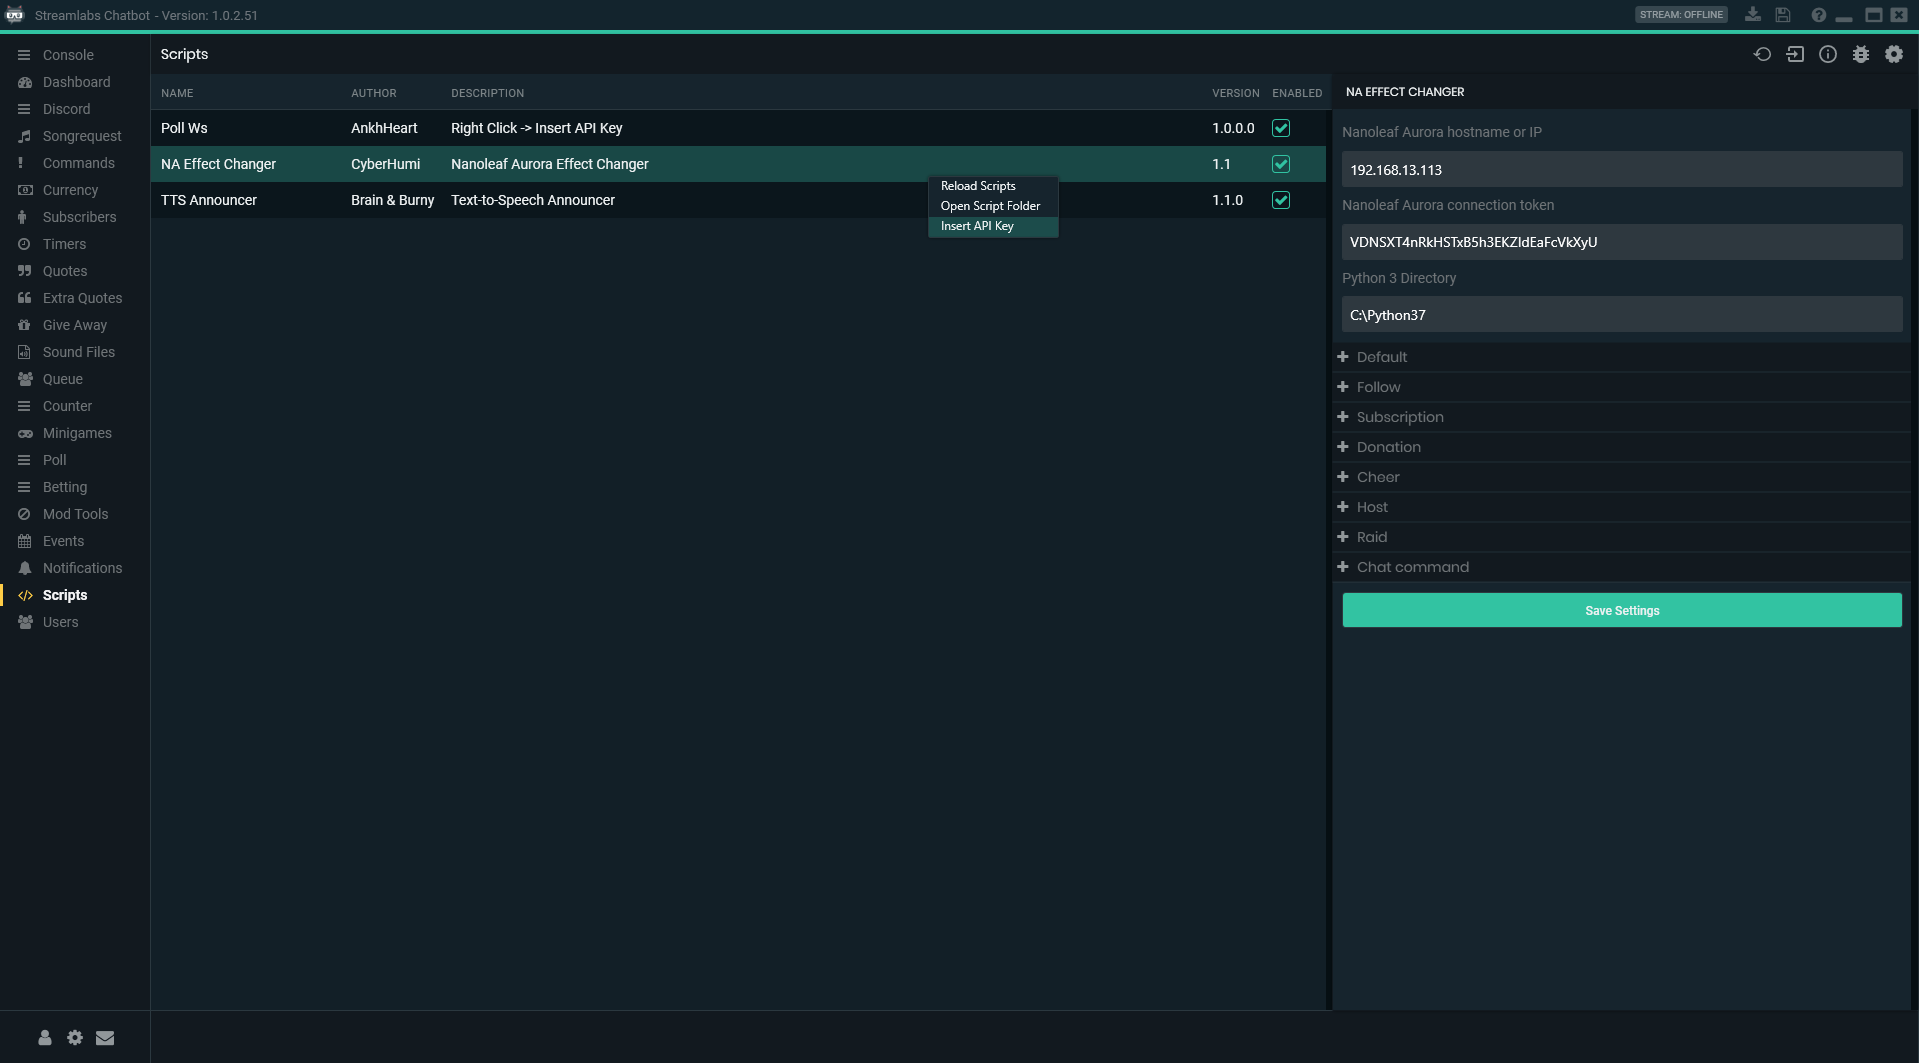 Streamlabs Chatbot - Version: 1.0.2.51
STREAM: OFFLINE
Console
Dashboard
Discord
Songrequest
Commands
Currency
Subscribers
Timers
Quotes
Extra Quotes
Give Away
Sound Files
Queue
Counter
Minigames
Poll
Betting
Mod Tools
Events
Notifications
Scripts
Users
Scripts
NAME AUTHOR DESCRIPTION VERSION ENABLED
Poll Ws AnkhHeart Right Click -> Insert API Key 1.0.0.0
NA Effect Changer CyberHumi Nanoleaf Aurora Effect Changer 1.1
TTS Announcer Brain & Burny Text-to-Speech Announcer 1.1.0
Reload Scripts
Open Script Folder
Insert API Key
NA EFFECT CHANGER
Nanoleaf Aurora hostname or IP
192.168.13.113
Nanoleaf Aurora connection token
VDNSXT4nRkHSTxB5h3EKZIdEaFcVkXyU
Python 3 Directory
C:\Python37
Default
Follow
Subscription
Donation
Cheer
Host
Raid
Chat command
Save Settings